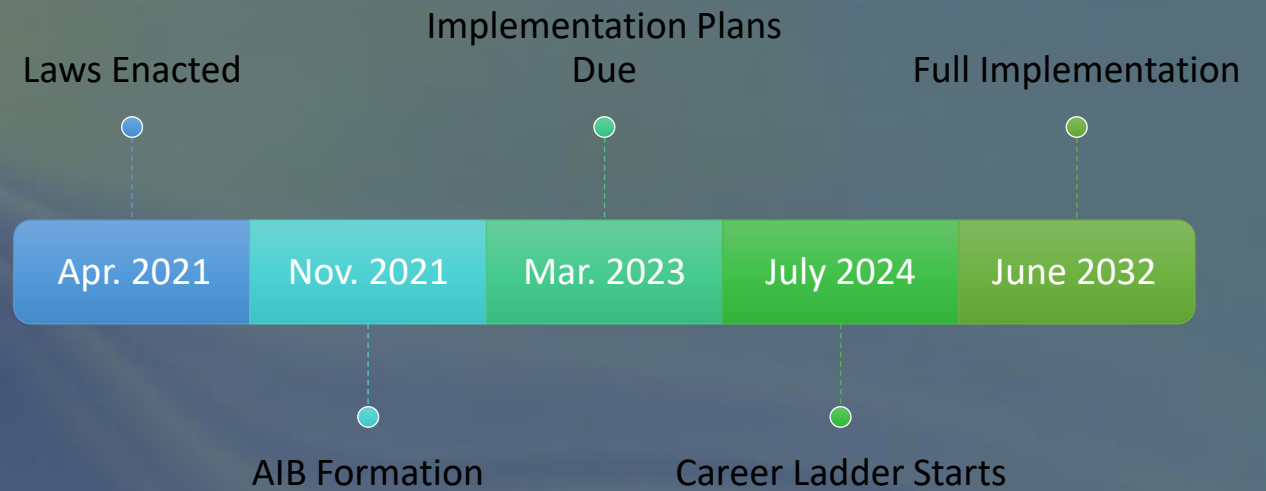 Implementation Plans
Due
Laws Enacted
Full Implementation
Apr. 2021
Nov. 2021
Mar. 2023
July 2024
June 2032
AIB Formation
Career Ladder Starts